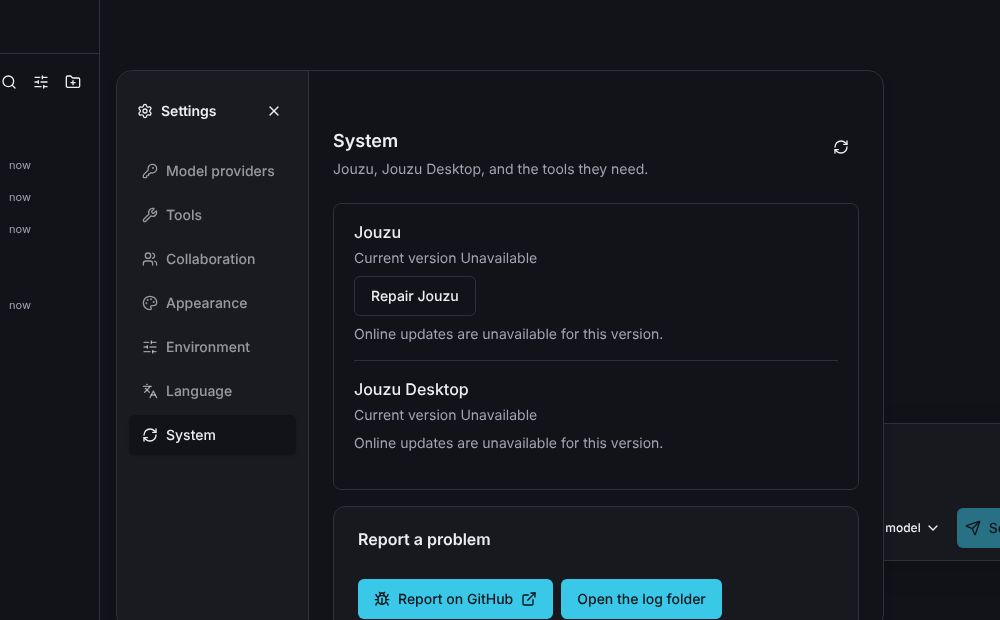 now
now
now
now
Settings
Model providers
Tools
Collaboration
Appearance
Environment
Language
System
System
Jouzu, Jouzu Desktop, and the tools they need.
Jouzu
Current version Unavailable
Repair Jouzu
Online updates are unavailable for this version.
Jouzu Desktop
Current version Unavailable
Online updates are unavailable for this version.
Report a problem
Report on GitHub
Open the log folder
model